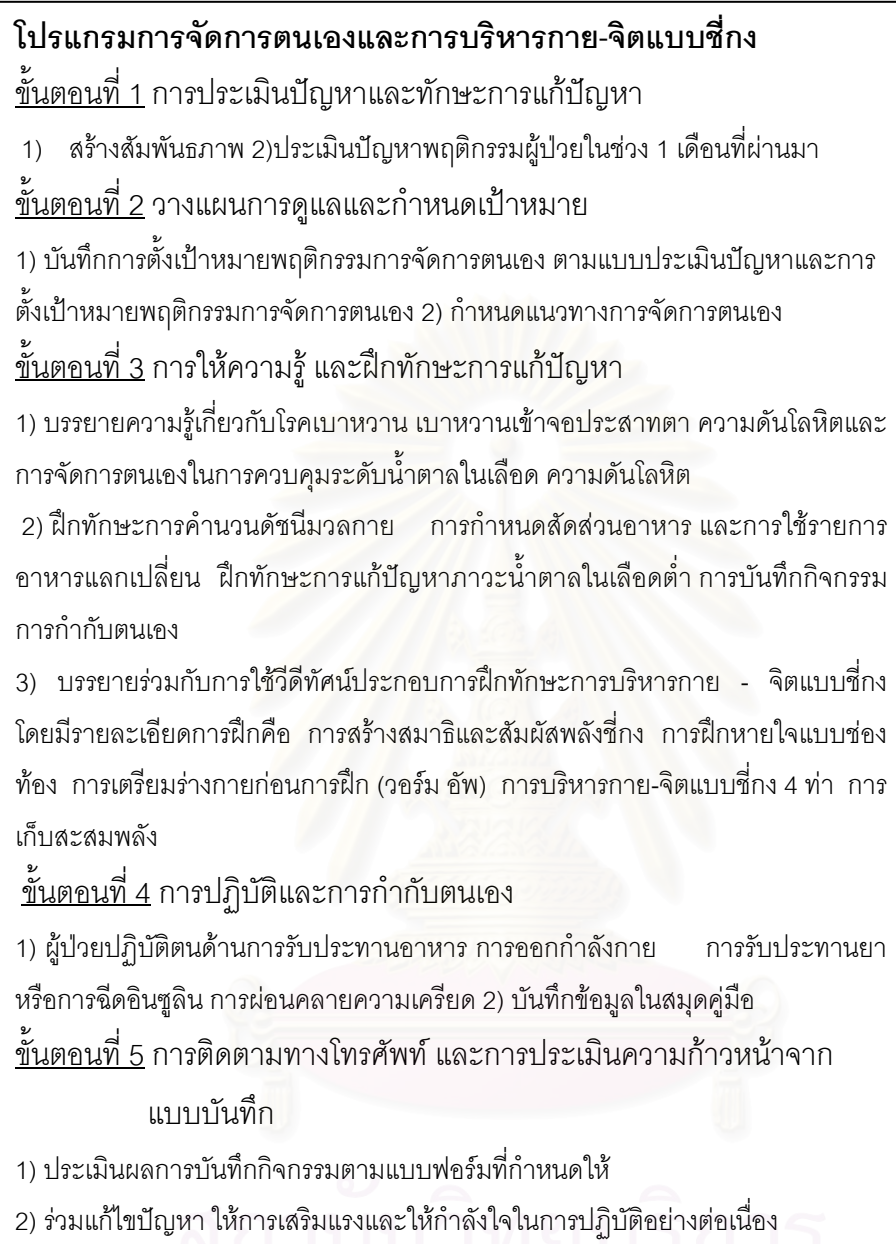 โปรแกรมการจัดการตนเองและการบริหารกาย-จิตแบบชี่กง
ขั้นตอนที่ 1 การประเมินปัญหาและทักษะการแก้ปัญหา
1) สร้างสัมพันธภาพ 2)ประเมินปัญหาพฤติกรรมผู้ป่วยในช่วง 1 เดือนที่ผ่านมา
ขั้นตอนที่ 2 วางแผนการดูแลและกำหนดเป้าหมาย
1) บันทึกการตั้งเป้าหมายพฤติกรรมการจัดการตนเอง ตามแบบประเมินปัญหาและการ
ตั้งเป้าหมายพฤติกรรมการจัดการตนเอง 2) กำหนดแนวทางการจัดการตนเอง
ขั้นตอนที่ 3 การให้ความรู้ และฝึกทักษะการแก้ปัญหา
1) บรรยายความรู้เกี่ยวกับโรคเบาหวาน เบาหวานเข้าจอประสาทตา ความดันโลหิตและ
การจัดการตนเองในการควบคุมระดับน้ำตาลในเลือด ความดันโลหิต
2) ฝึกทักษะการคำนวนดัชนีมวลกาย การกำหนดสัดส่วนอาหาร และการใช้รายการ
อาหารแลกเปลี่ยน ฝึกทักษะการแก้ปัญหาภาวะน้ำตาลในเลือดต่ำ การบันทึกกิจกรรม
การกำกับตนเอง
3) บรรยายร่วมกับการใช้วีดีทัศน์ประกอบการฝึกทักษะการบริหารกาย - จิตแบบชี่กง
โดยมีรายละเอียดการฝึกคือ การสร้างสมาธิและสัมผัสพลังชี่กง การฝึกหายใจแบบช่อง
ท้อง การเตรียมร่างกายก่อนการฝึก (วอร์ม อัพ) การบริหารกาย-จิตแบบชี่กง 4 ท่า การ
เก็บสะสมพลัง
ขั้นตอนที่ 4 การปฏิบัติและการกำกับตนเอง
1) ผู้ป่วยปฏิบัติตนด้านการรับประทานอาหาร การออกกำลังกาย การรับประทานยา
หรือการฉีดอินซูลิน การผ่อนคลายความเครียด 2) บันทึกข้อมูลในสมุดคู่มือ
ขั้นตอนที่ 5 การติดตามทางโทรศัพท์ และการประเมินความก้าวหน้าจาก
แบบบันทึก
1) ประเมินผลการบันทึกกิจกรรมตามแบบฟอร์มที่กำหนดให้
2) ร่วมแก้ไขปัญหา ให้การเสริมแรงและให้กำลังใจในการปฏิบัติอย่างต่อเนื่อง